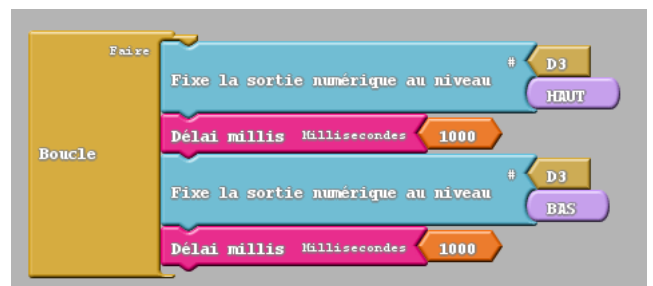 Faire
# D3
Fixe la sortie numérique au niveau
HAUT
Délai millis Millisecondes 1000
Boucle
# D3
Fixe la sortie numérique au niveau
BAS
Délai millis Millisecondes 1000